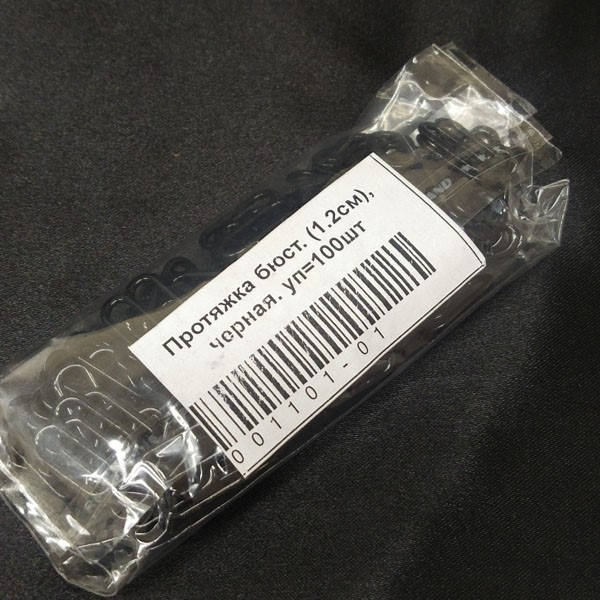 Протяжка бюст. (1.2см),
черная. уп=100шт
001101-01